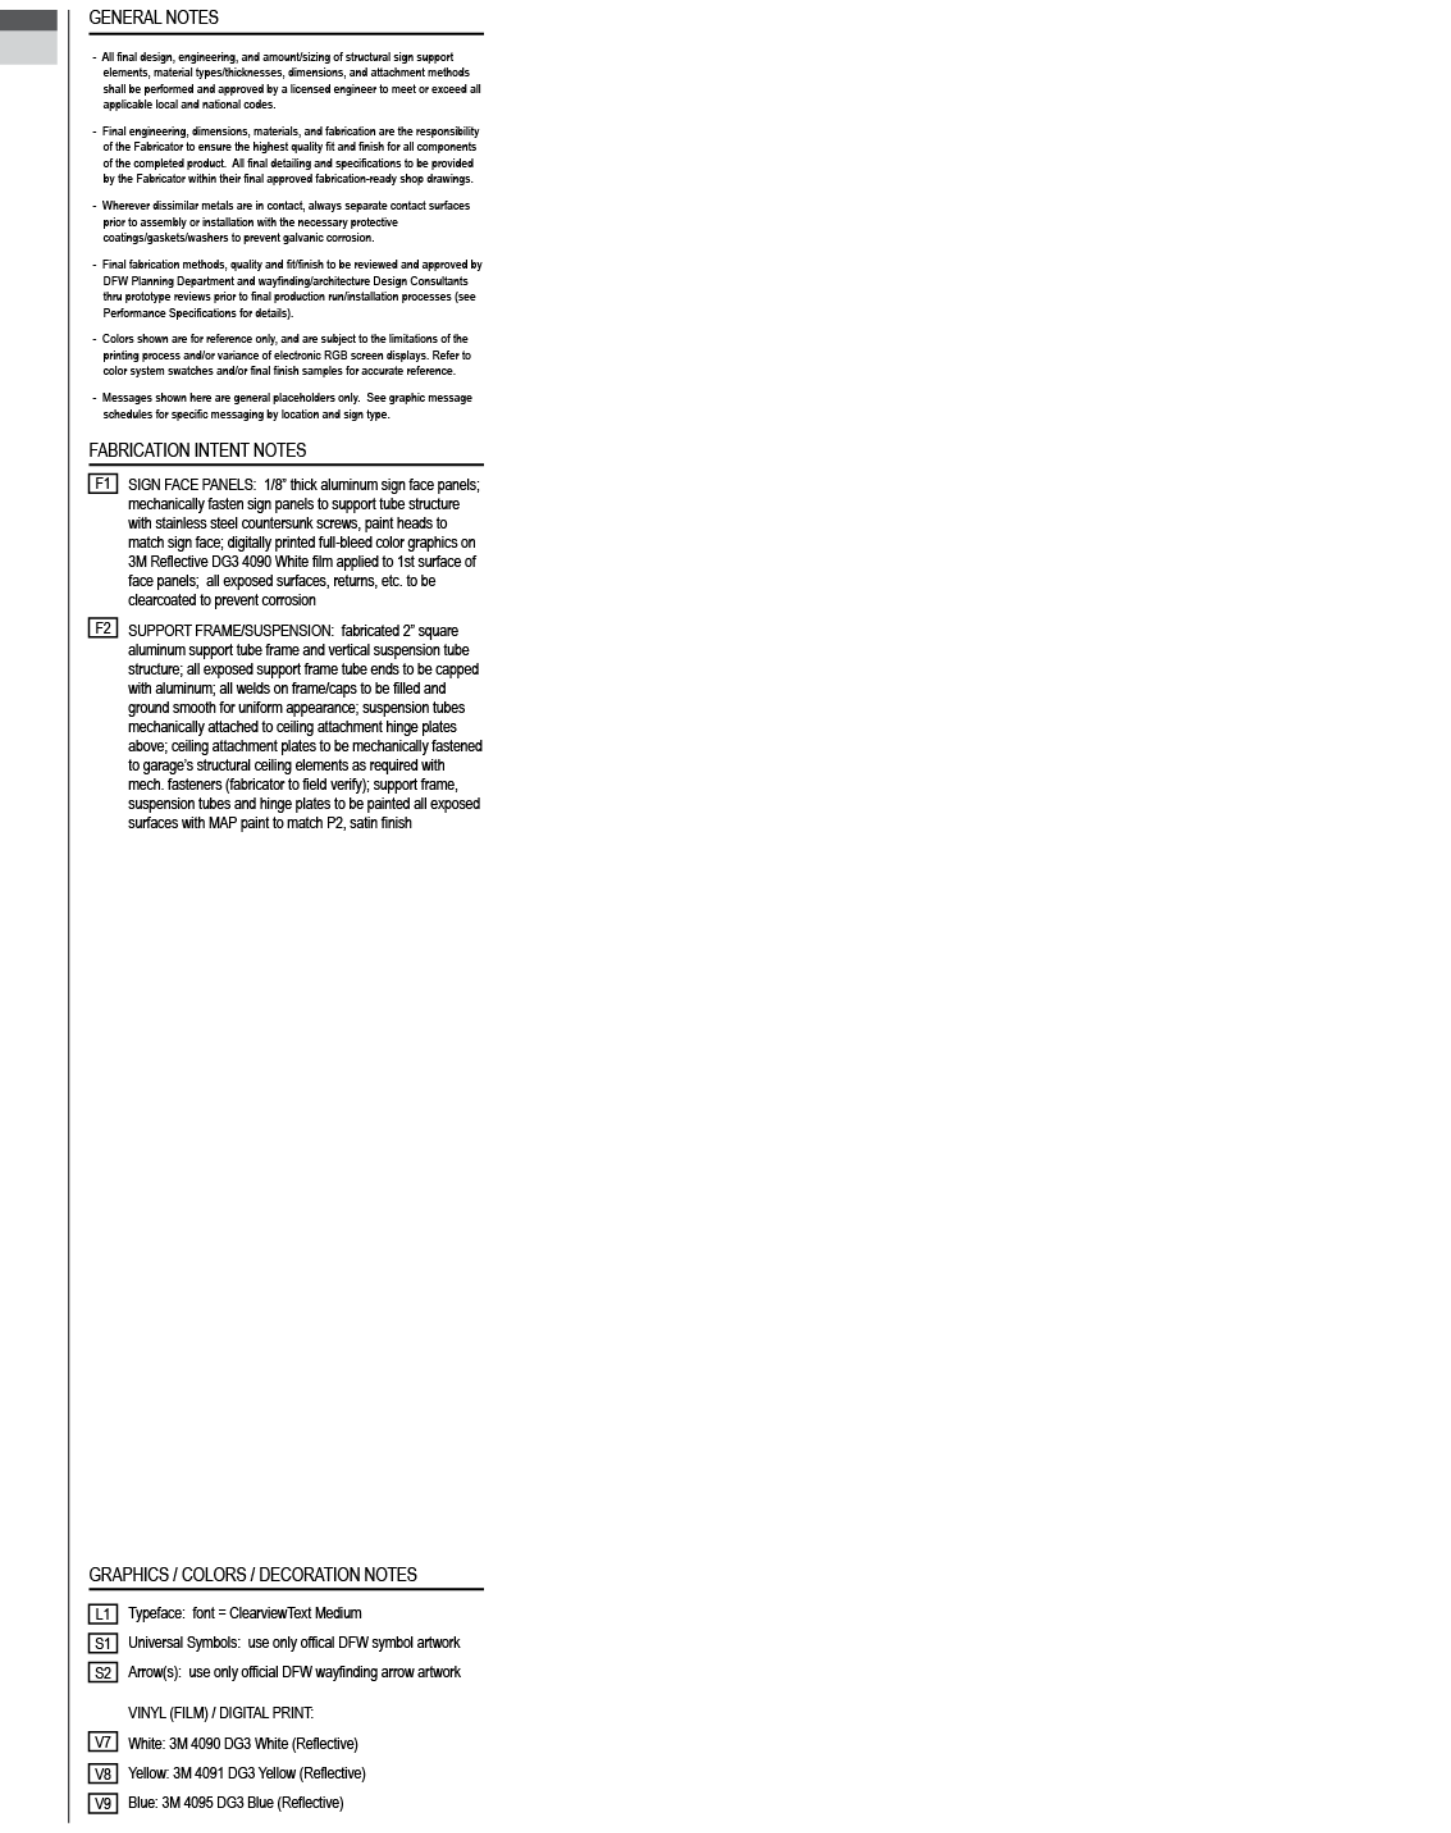 GENERAL NOTES
- All final design, engineering, and amount/sizing of structural sign support
elements, material types/thicknesses, dimensions, and attachment methods
shall be performed and approved by a licensed engineer to meet or exceed all
applicable local and national codes.
- Final engineering, dimensions, materials, and fabrication are the responsibility
of the Fabricator to ensure the highest quality fit and finish for all components
of the completed product. All final detailing and specifications to be provided
by the Fabricator within their final approved fabrication-ready shop drawings.
- Wherever dissimilar metals are in contact, always separate contact surfaces
prior to assembly or installation with the necessary protective
coatings/gaskets/washers to prevent galvanic corrosion.
- Final fabrication methods, quality and fit/finish to be reviewed and approved by
DFW Planning Department and wayfinding/architecture Design Consultants
thru prototype reviews prior to final production run/installation processes (see
Performance Specifications for details).
- Colors shown are for reference only, and are subject to the limitations of the
printing process and/or variance of electronic RGB screen displays. Refer to
color system swatches and/or final finish samples for accurate reference.
- Messages shown here are general placeholders only. See graphic message
schedules for specific messaging by location and sign type.
FABRICATION INTENT NOTES
F1 SIGN FACE PANELS: 1/8” thick aluminum sign face panels;
mechanically fasten sign panels to support tube structure
with stainless steel countersunk screws, paint heads to
match sign face; digitally printed full-bleed color graphics on
3M Reflective DG3 4090 White film applied to 1st surface of
face panels; all exposed surfaces, returns, etc. to be
clearcoated to prevent corrosion
F2 SUPPORT FRAME/SUSPENSION: fabricated 2” square
aluminum support tube frame and vertical suspension tube
structure; all exposed support frame tube ends to be capped
with aluminum; all welds on frame/caps to be filled and
ground smooth for uniform appearance; suspension tubes
mechanically attached to ceiling attachment hinge plates
above; ceiling attachment plates to be mechanically fastened
to garage’s structural ceiling elements as required with
mech. fasteners (fabricator to field verify); support frame,
suspension tubes and hinge plates to be painted all exposed
surfaces with MAP paint to match P2, satin finish
GRAPHICS / COLORS / DECORATION NOTES
L1 Typeface: font = ClearviewText Medium
S1 Universal Symbols: use only offical DFW symbol artwork
S2 Arrow(s): use only official DFW wayfinding arrow artwork
VINYL (FILM) / DIGITAL PRINT:
V7 White: 3M 4090 DG3 White (Reflective)
V8 Yellow: 3M 4091 DG3 Yellow (Reflective)
V9 Blue: 3M 4095 DG3 Blue (Reflective)